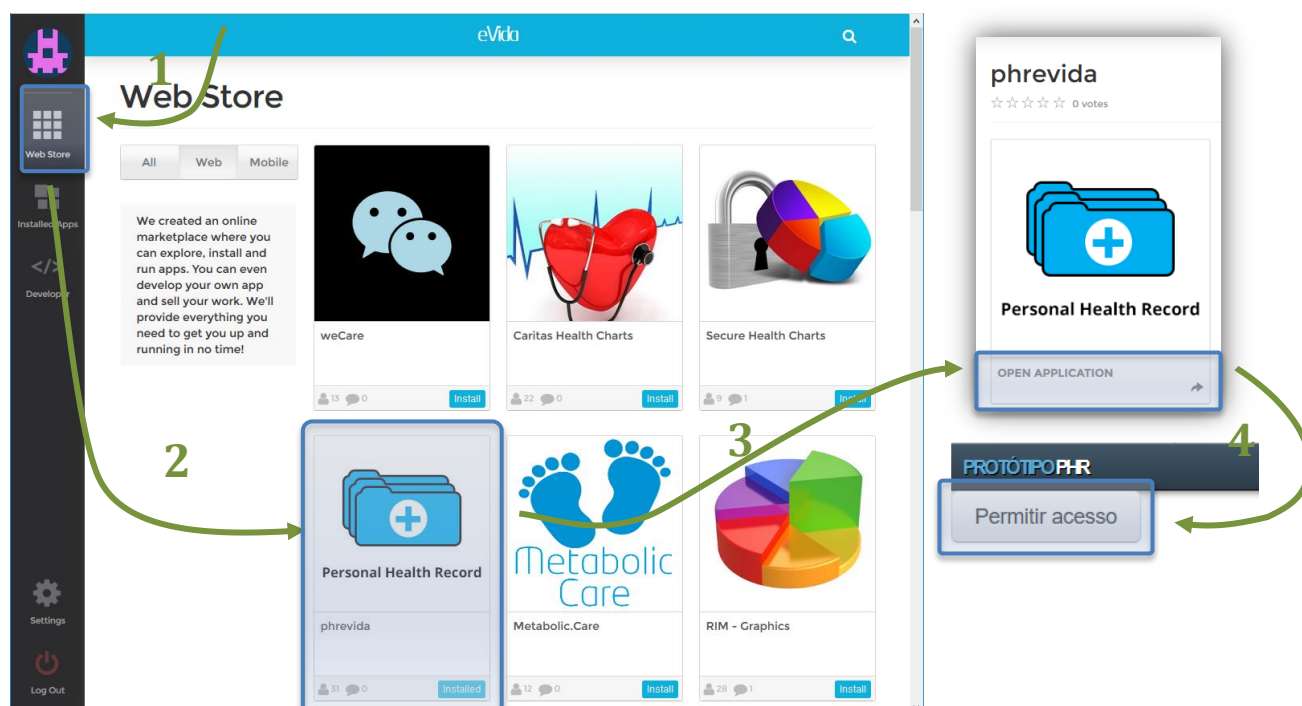 eVida
1
Web Store
Web Store
Installed Apps
</>
Developer
Settings
Log Out
All Web Mobile
We created an online
marketplace where you
can explore, install and
run apps. You can even
develop your own app
and sell your work. We'll
provide everything you
need to get you up and
running in no time!
weCare
13 0 Install
Caritas Health Charts
22 0 Install
Secure Health Charts
9 1 Install
2
Personal Health Record
phrevida
31 0 Installed
Metabolic
Care
Metabolic.Care
12 0 Install
RIM - Graphics
28 1 Install
3
phrevida
0 votes
Personal Health Record
OPEN APPLICATION
4
PROTÓTIPOPHR
Permitir acesso